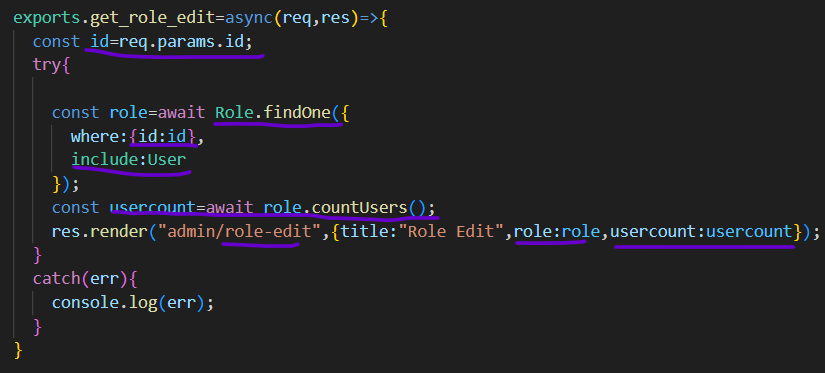 exports.get_role_edit=async(req,res)=>{
const id=req.params.id;
try{
const role=await Role.findOne({
where:{id:id},
include:User
});
const usercount=await role.countUsers();
res.render("admin/role-edit",{title:"Role Edit",role:role,usercount:usercount});
}
catch(err){
console.log(err);
}
}